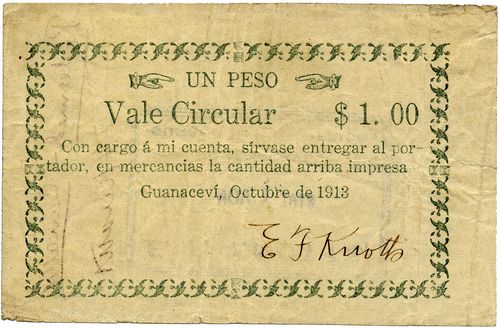 UN PESO
Vale Circular $ 1.00
Con cargo á mi cuenta, sírvase entregar al por-
tador, en mercancias la cantidad arriba impresa
Guanaceví, Octubre de 1913
E F Knotts